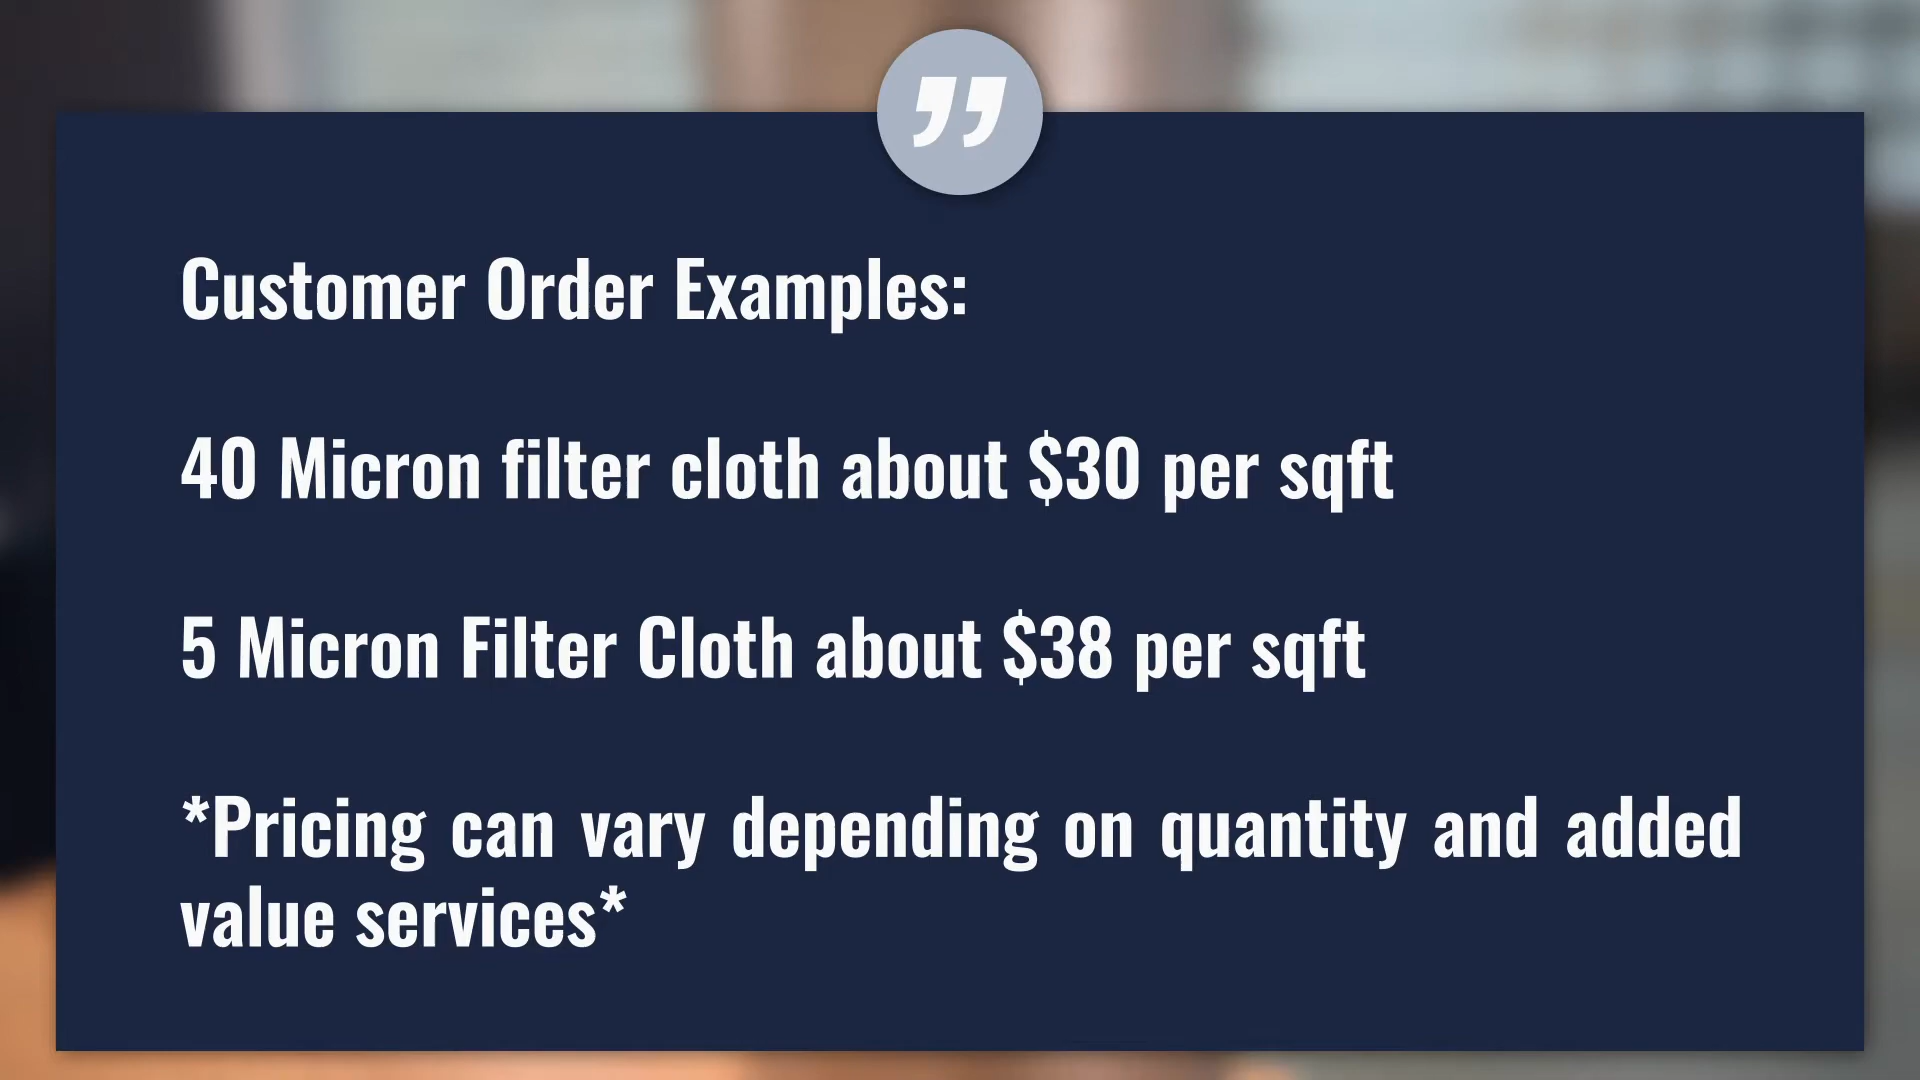 Customer Order Examples:
40 Micron filter cloth about $30 per sqft
5 Micron Filter Cloth about $38 per sqft
*Pricing can vary depending on quantity and added
value services*